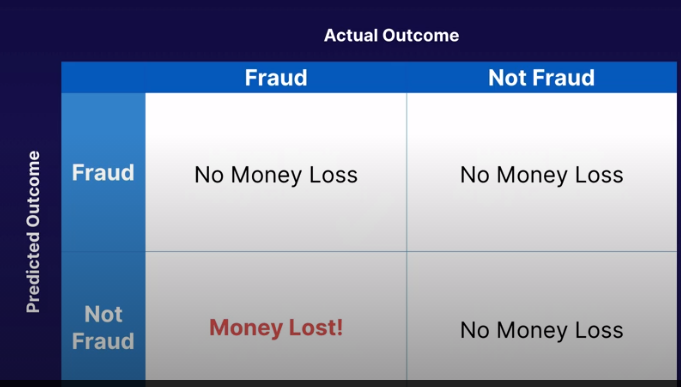 Actual Outcome
Fraud Not Fraud
Predicted Outcome
Fraud No Money Loss No Money Loss
Not
Fraud
Money Lost! No Money Loss